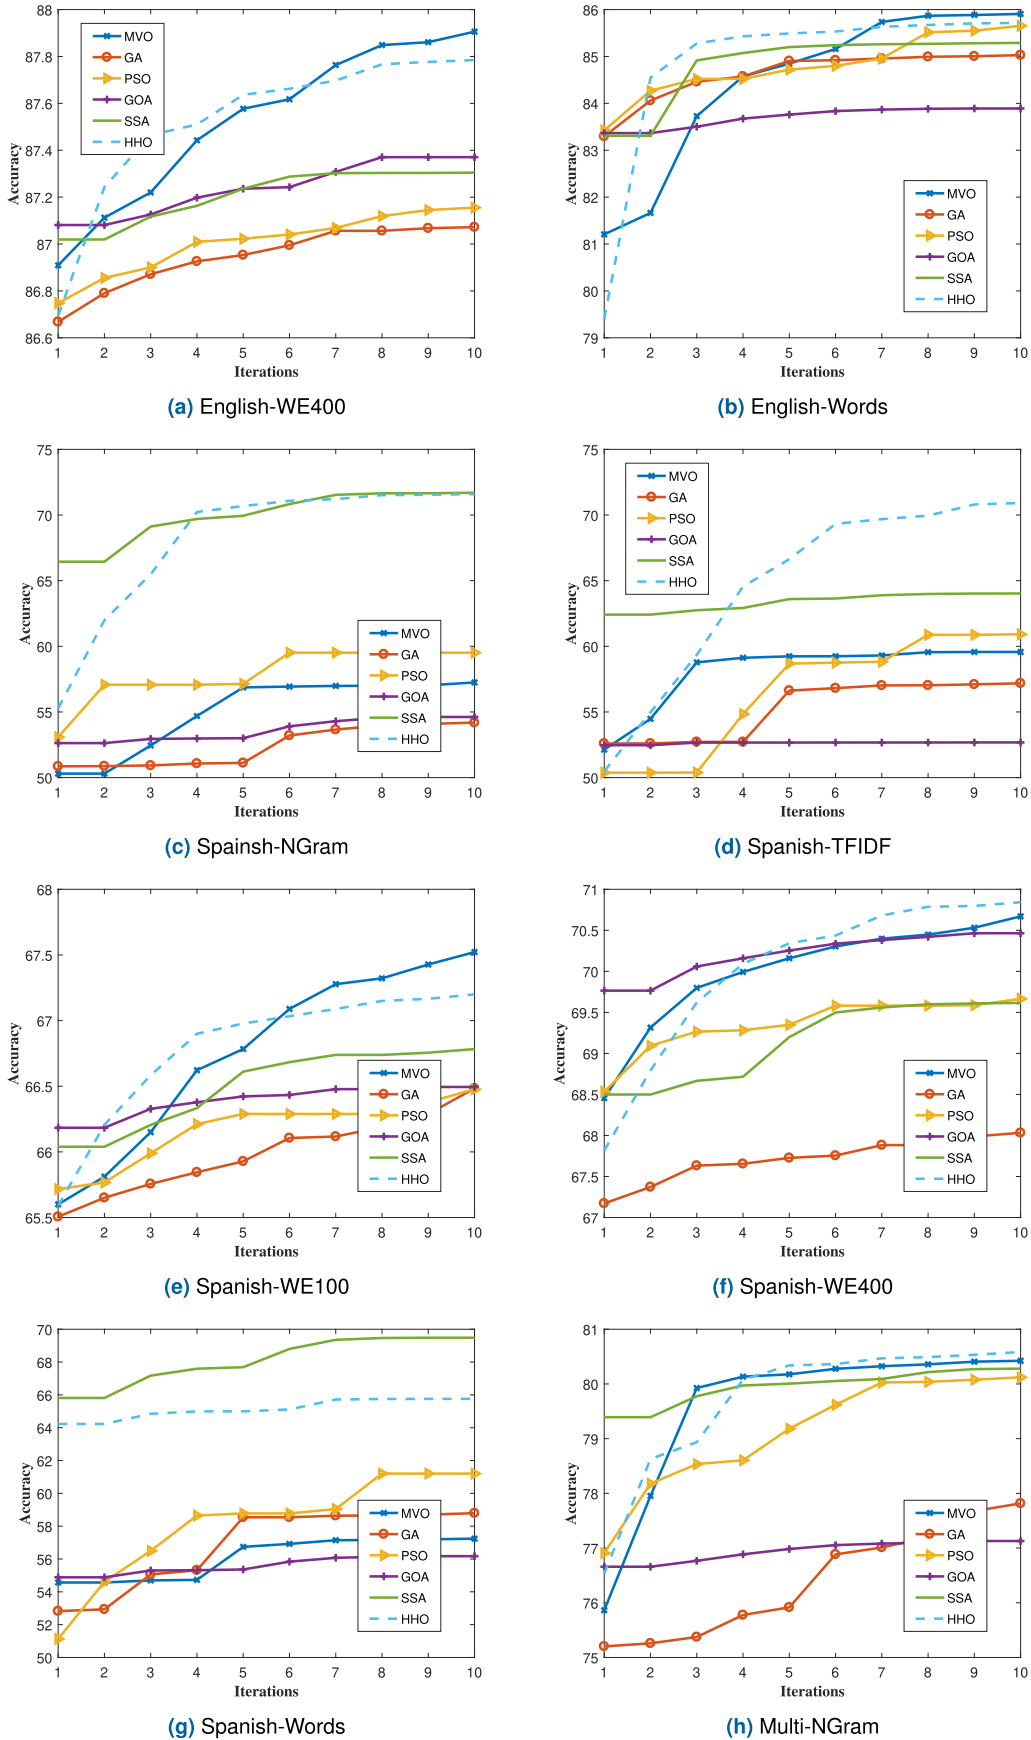 88
87.8
87.6
87.4
87.2
87
86.8
86.6
Accuracy
MVO
GA
PSO
GOA
SSA
HHO
1 2 3 4 5 6 7 8 9 10
Iterations
(a) English-WE400
86
85
84
83
82
81
80
79
Accuracy
MVO
GA
PSO
GOA
SSA
HHO
1 2 3 4 5 6 7 8 9 10
Iterations
(b) English-Words
75
70
65
60
55
50
Accuracy
MVO
GA
PSO
GOA
SSA
HHO
1 2 3 4 5 6 7 8 9 10
Iterations
(c) Spainsh-NGram
75
70
65
60
55
50
Accuracy
MVO
GA
PSO
GOA
SSA
HHO
1 2 3 4 5 6 7 8 9 10
Iterations
(d) Spanish-TFIDF
68
67.5
67
66.5
66
65.5
Accuracy
MVO
GA
PSO
GOA
SSA
HHO
1 2 3 4 5 6 7 8 9 10
Iterations
(e) Spanish-WE100
71
70.5
70
69.5
69
68.5
68
67.5
67
Accuracy
MVO
GA
PSO
GOA
SSA
HHO
1 2 3 4 5 6 7 8 9 10
Iterations
(f) Spanish-WE400
70
68
66
64
62
60
58
56
54
52
50
Accuracy
MVO
GA
PSO
GOA
SSA
HHO
1 2 3 4 5 6 7 8 9 10
Iterations
(g) Spanish-Words
81
80
79
78
77
76
75
Accuracy
MVO
GA
PSO
GOA
SSA
HHO
1 2 3 4 5 6 7 8 9 10
Iterations
(h) Multi-NGram